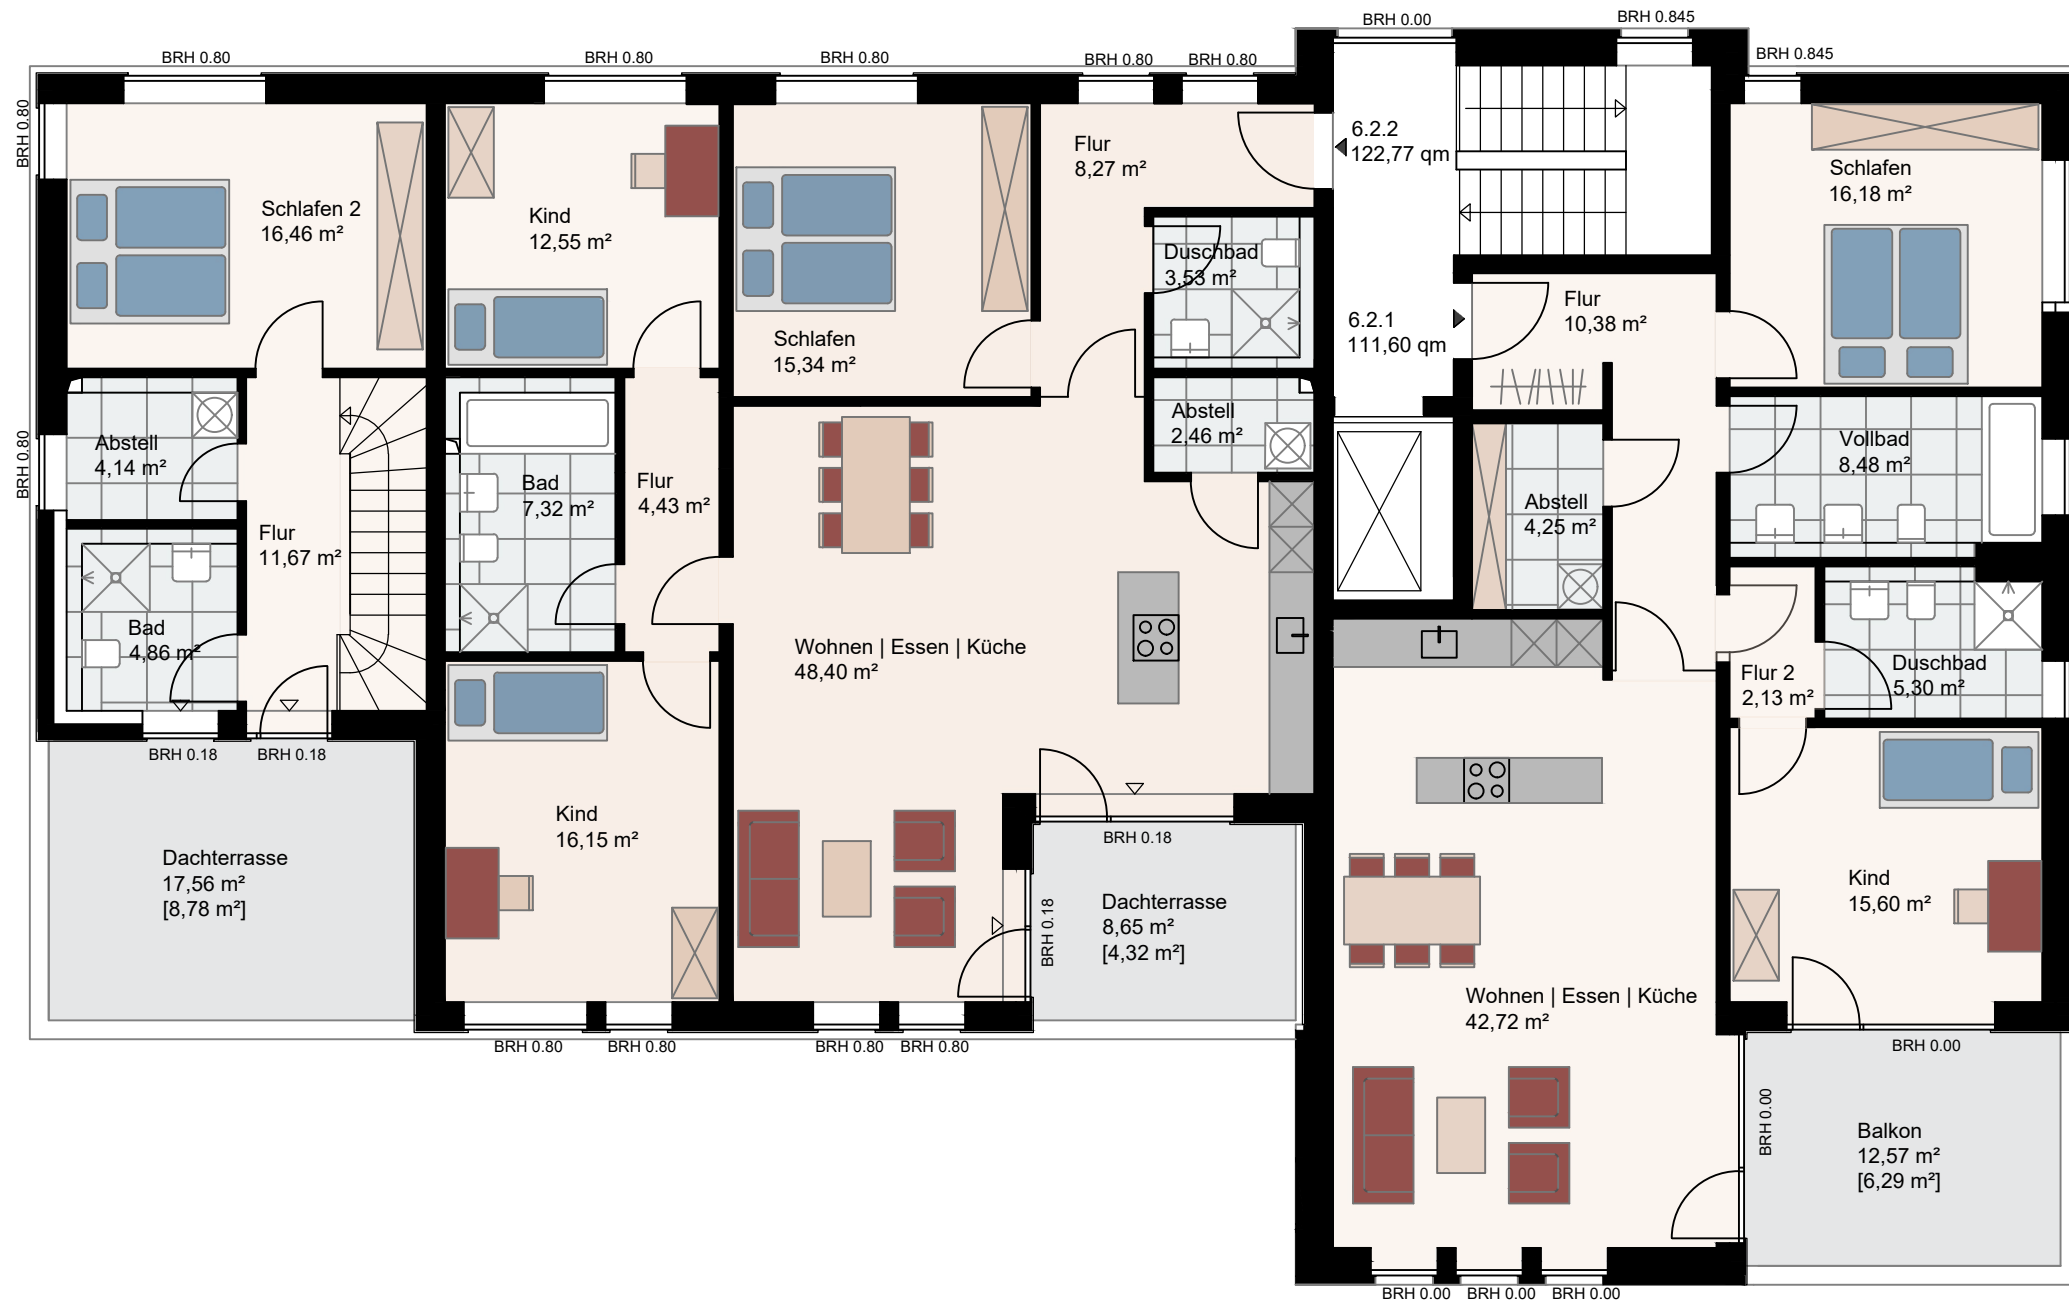 BRH 0.00
BRH 0.845
BRH 0.80
BRH 0.80
BRH 0.80
BRH 0.80
BRH 0.80
BRH 0.845
BRH 0.80
Schlafen 2
16,46 m²
Kind
12,55 m²
Schlafen
15,34 m²
Flur
8,27 m²
6.2.2
122,77 qm
Schlafen
16,18 m²
Duschbad
3,53 m²
6.2.1
111,60 qm
Flur
10,38 m²
BRH 0.80
Abstell
4,14 m²
Flur
11,67 m²
Bad
4,86 m²
Bad
7,32 m²
Flur
4,43 m²
Abstell
2,46 m²
Abstell
4,25 m²
Vollbad
8,48 m²
Wohnen | Essen | Küche
48,40 m²
Flur 2
2,13 m²
Duschbad
5,30 m²
BRH 0.18
BRH 0.18
Dachterrasse
17,56 m²
[8,78 m²]
Kind
16,15 m²
BRH 0.18
BRH 0.18
Dachterrasse
8,65 m²
[4,32 m²]
Kind
15,60 m²
Wohnen | Essen | Küche
42,72 m²
BRH 0.80
BRH 0.80
BRH 0.80
BRH 0.80
BRH 0.00
BRH 0.00
Balkon
12,57 m²
[6,29 m²]
BRH 0.00
BRH 0.00
BRH 0.00